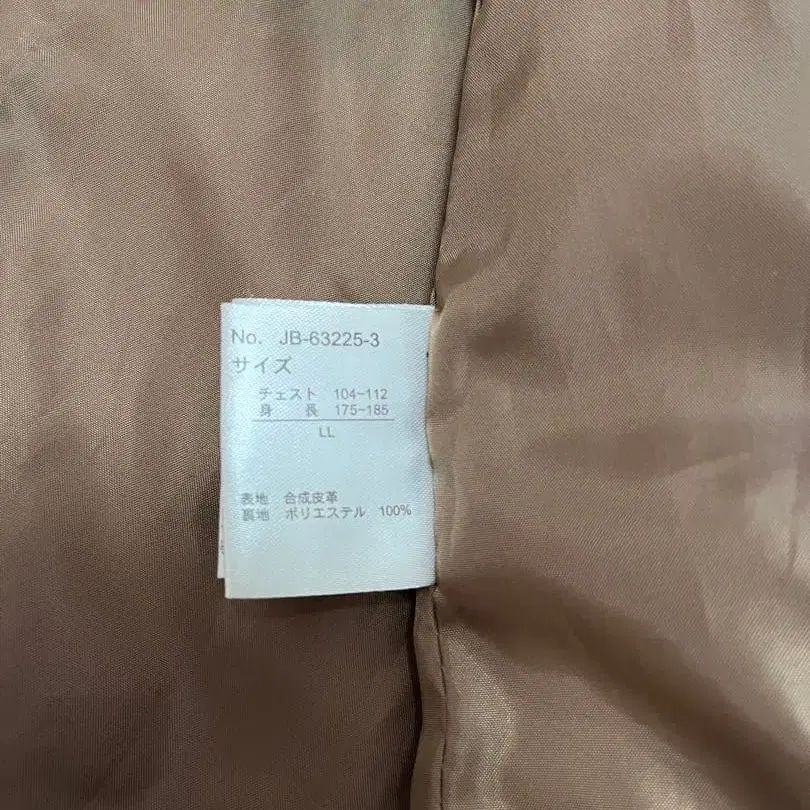 No. JB-63225-3
サイズ
チェスト 104-112
身 長 175-185
LL
表地 合成皮革
裏地 ポリエステル 100%